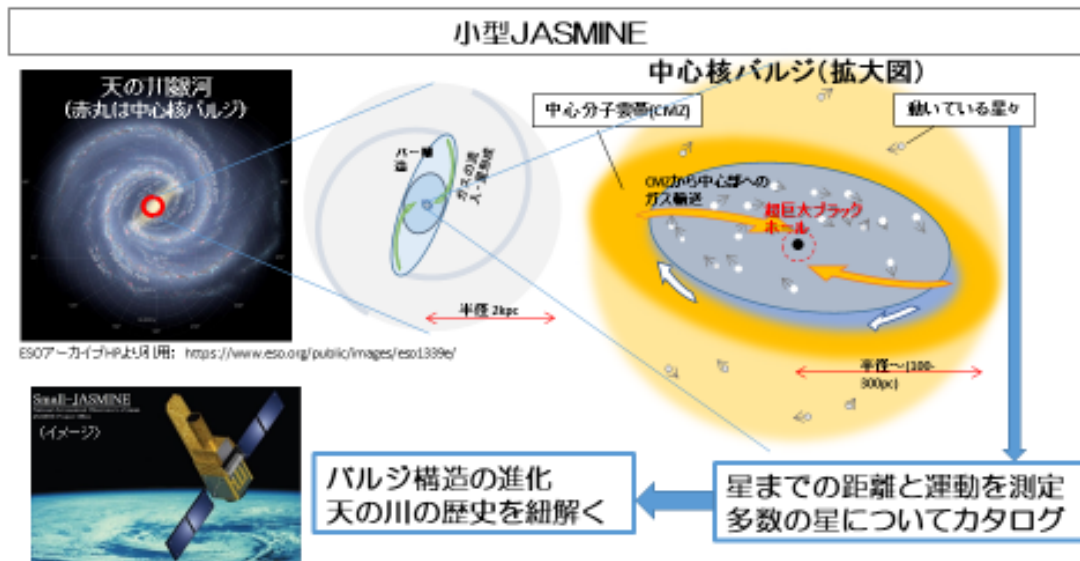 小型JASMINE
天の川銀河
(赤丸は中心核バルジ)
バー構
造
ガスの流
入・星形成
半径 2kpc
中心核バルジ(拡大図)
中心分子雲帯(CMZ)
動いている星々
CMZから中心部への
ガス輸送
超巨大ブラック
ホール
半径~(100-
300pc)
ESOアーカイブHPより引用: https://www.eso.org/public/images/eso1339e/
Small-JASMINE
(イメージ)
バルジ構造の進化
天の川の歴史を紐解く
星までの距離と運動を測定
多数の星についてカタログ